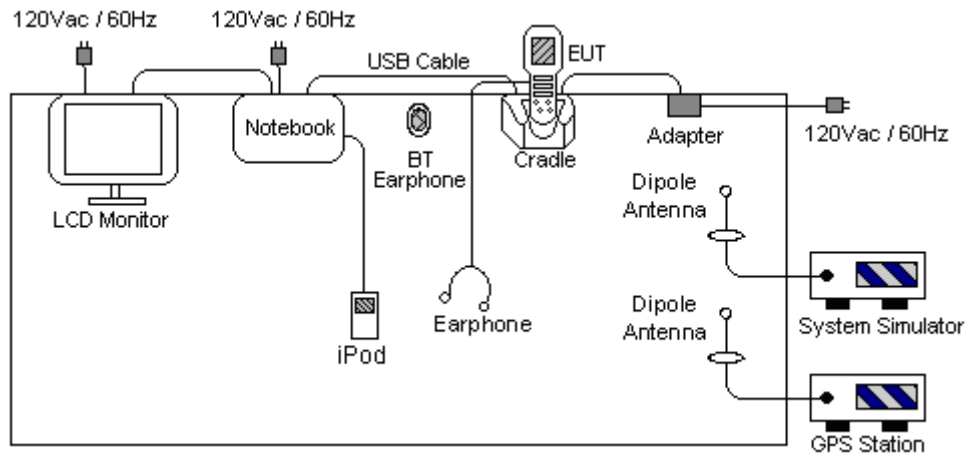 120Vac / 60Hz
120Vac / 60Hz
USB Cable
EUT
Notebook
BT
Earphone
Cradle
Adapter
120Vac / 60Hz
LCD Monitor
Dipole
Antenna
iPod
Earphone
System Simulator
Dipole
Antenna
GPS Station